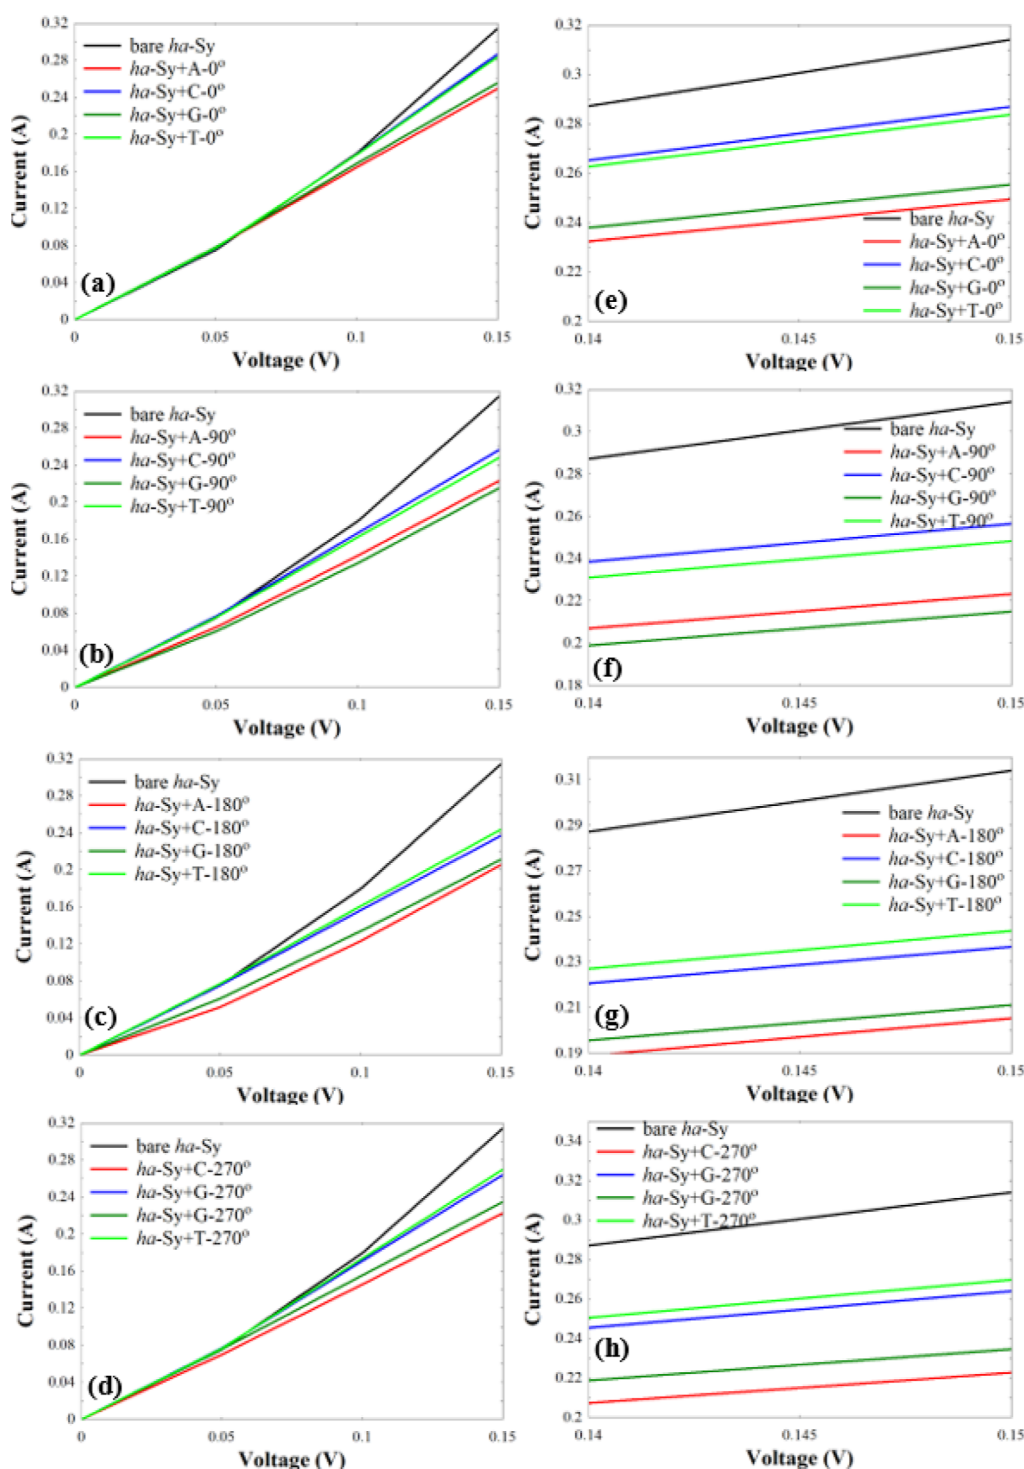 0.32
0.28
0.24
0.2
0.16
0.12
0.08
0.04
0
Current (A)
bare ha-Sy
ha-Sy+A-0°
ha-Sy+C-0°
ha-Sy+G-0°
ha-Sy+T-0°
(a)
0 0.05 0.1 0.15
Voltage (V)
0.3
0.28
0.26
0.24
0.22
0.2
Current (A)
bare ha-Sy
ha-Sy+A-0°
ha-Sy+C-0°
ha-Sy+G-0°
ha-Sy+T-0°
(e)
0.14 0.145 0.15
Voltage (V)
0.32
0.28
0.24
0.2
0.16
0.12
0.08
0.04
0
Current (A)
bare ha-Sy
ha-Sy+A-90°
ha-Sy+C-90°
ha-Sy+G-90°
ha-Sy+T-90°
(b)
0 0.05 0.1 0.15
Voltage (V)
0.32
0.3
0.28
0.26
0.24
0.22
0.2
0.18
Current (A)
bare ha-Sy
ha-Sy+A-90°
ha-Sy+C-90°
ha-Sy+G-90°
ha-Sy+T-90°
(f)
0.14 0.145 0.15
Voltage (V)
0.32
0.28
0.24
0.2
0.16
0.12
0.08
0.04
0
Current (A)
bare ha-Sy
ha-Sy+A-180°
ha-Sy+C-180°
ha-Sy+G-180°
ha-Sy+T-180°
(c)
0 0.05 0.1 0.15
Voltage (V)
0.31
0.29
0.27
0.25
0.23
0.21
0.19
Current (A)
bare ha-Sy
ha-Sy+A-180°
ha-Sy+C-180°
ha-Sy+G-180°
ha-Sy+T-180°
(g)
0.14 0.145 0.15
Voltage (V)
0.32
0.28
0.24
0.2
0.16
0.12
0.08
0.04
0
Current (A)
bare ha-Sy
ha-Sy+C-270°
ha-Sy+G-270°
ha-Sy+G-270°
ha-Sy+T-270°
(d)
0 0.05 0.1 0.15
Voltage (V)
0.34
0.32
0.3
0.28
0.26
0.24
0.22
0.2
Current (A)
bare ha-Sy
ha-Sy+C-270°
ha-Sy+G-270°
ha-Sy+G-270°
ha-Sy+T-270°
(h)
0.14 0.145 0.15
Voltage (V)